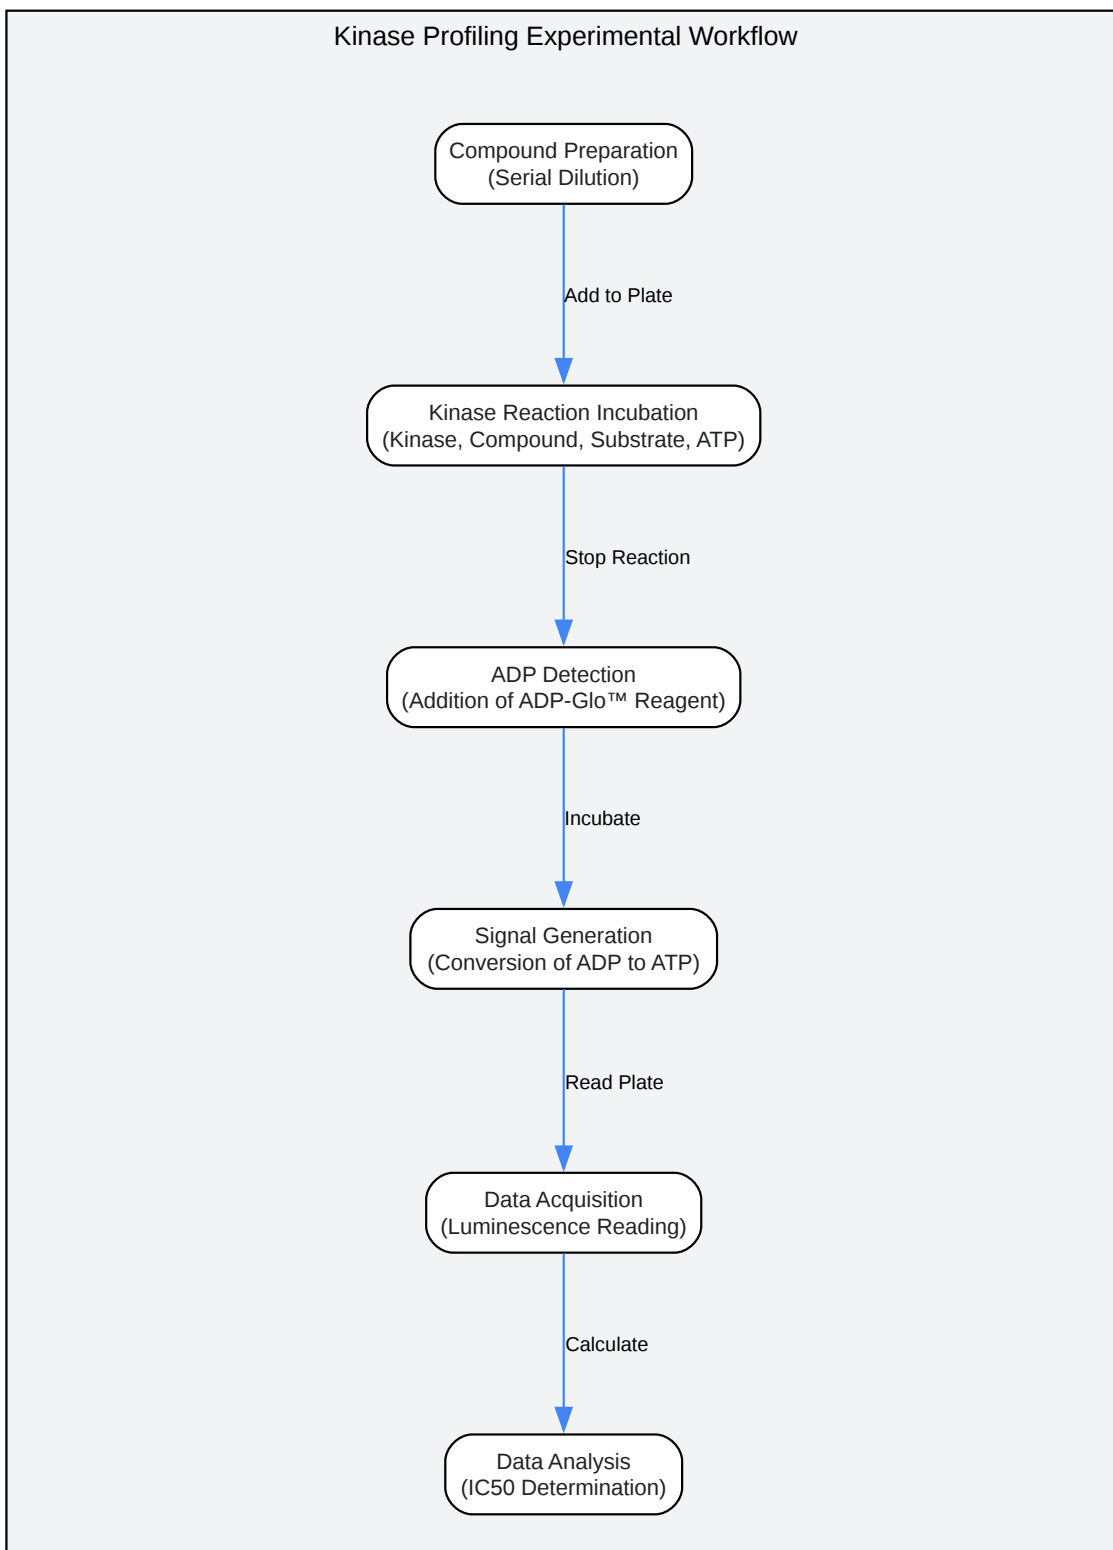 Kinase Profiling Experimental Workflow
Compound Preparation
(Serial Dilution)
Add to Plate
Kinase Reaction Incubation
(Kinase, Compound, Substrate, ATP)
Stop Reaction
ADP Detection
(Addition of ADP-Glo™ Reagent)
Incubate
Signal Generation
(Conversion of ADP to ATP)
Read Plate
Data Acquisition
(Luminescence Reading)
Calculate
Data Analysis
(IC50 Determination)